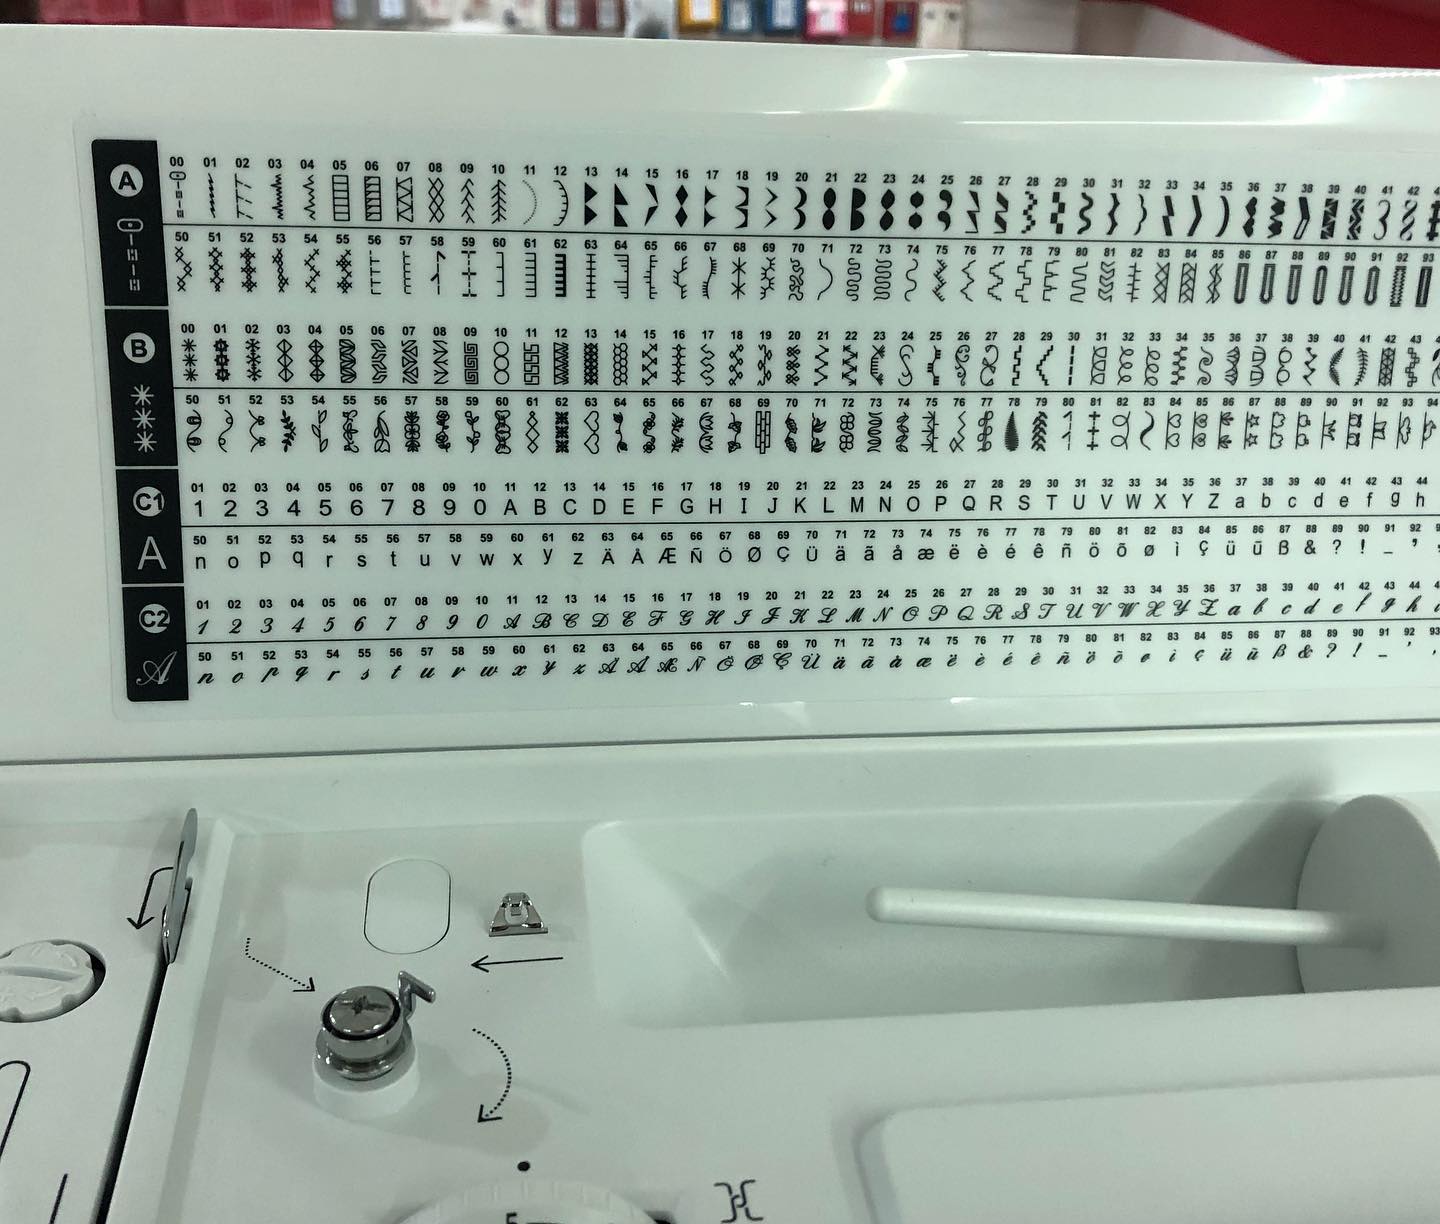 A
00 01 02 03 04 05 06 07 08 09 10 11 12 13 14 15 16 17 18 19 20 21 22 23 24 25 26 27 28 29 30 31 32 33 34 35 36 37 38 39 40 41 42
50 51 52 53 54 55 56 57 58 59 60 61 62 63 64 65 66 67 68 69 70 71 72 73 74 75 76 77 78 79 80 81 82 83 84 85 86 87 88 89 90 91 92 93
B
00 01 02 03 04 05 06 07 08 09 10 11 12 13 14 15 16 17 18 19 20 21 22 23 24 25 26 27 28 29 30 31 32 33 34 35 36 37 38 39 40 41 42 43
50 51 52 53 54 55 56 57 58 59 60 61 62 63 64 65 66 67 68 69 70 71 72 73 74 75 76 77 78 79 80 81 82 83 84 85 86 87 88 89 90 91 92 93 94
C1
01 02 03 04 05 06 07 08 09 10 11 12 13 14 15 16 17 18 19 20 21 22 23 24 25 26 27 28 29 30 31 32 33 34 35 36 37 38 39 40 41 42 43 44
1 2 3 4 5 6 7 8 9 0 A B C D E F G H I J K L M N O P Q R S T U V W X Y Z a b c d e f g h
A
50 51 52 53 54 55 56 57 58 59 60 61 62 63 64 65 66 67 68 69 70 71 72 73 74 75 76 77 78 79 80 81 82 83 84 85 86 87 88 89 90 91 92
n o p q r s t u v w x y z Ä Å Æ Ñ Ö Ø Ç Ü ä ã å æ ë è é ê ñ ö õ ø ì ç ü ù ß & ? ! _ '
C2
01 02 03 04 05 06 07 08 09 10 11 12 13 14 15 16 17 18 19 20 21 22 23 24 25 26 27 28 29 30 31 32 33 34 35 36 37 38 39 40 41 42 43 44
1 2 3 4 5 6 7 8 9 0 A B C D E F G H I J K L M N O P Q R S T U V W X Y Z a b c d e f g h
A
50 51 52 53 54 55 56 57 58 59 60 61 62 63 64 65 66 67 68 69 70 71 72 73 74 75 76 77 78 79 80 81 82 83 84 85 86 87 88 89 90 91 92 93
n o p q r s t u v w x y z Ä Å Æ Ñ Ö Ø Ç Ü ä ã å æ ë è é ê ñ ö õ ø ì ç ü ù ß & ? ! _ ' ,
5